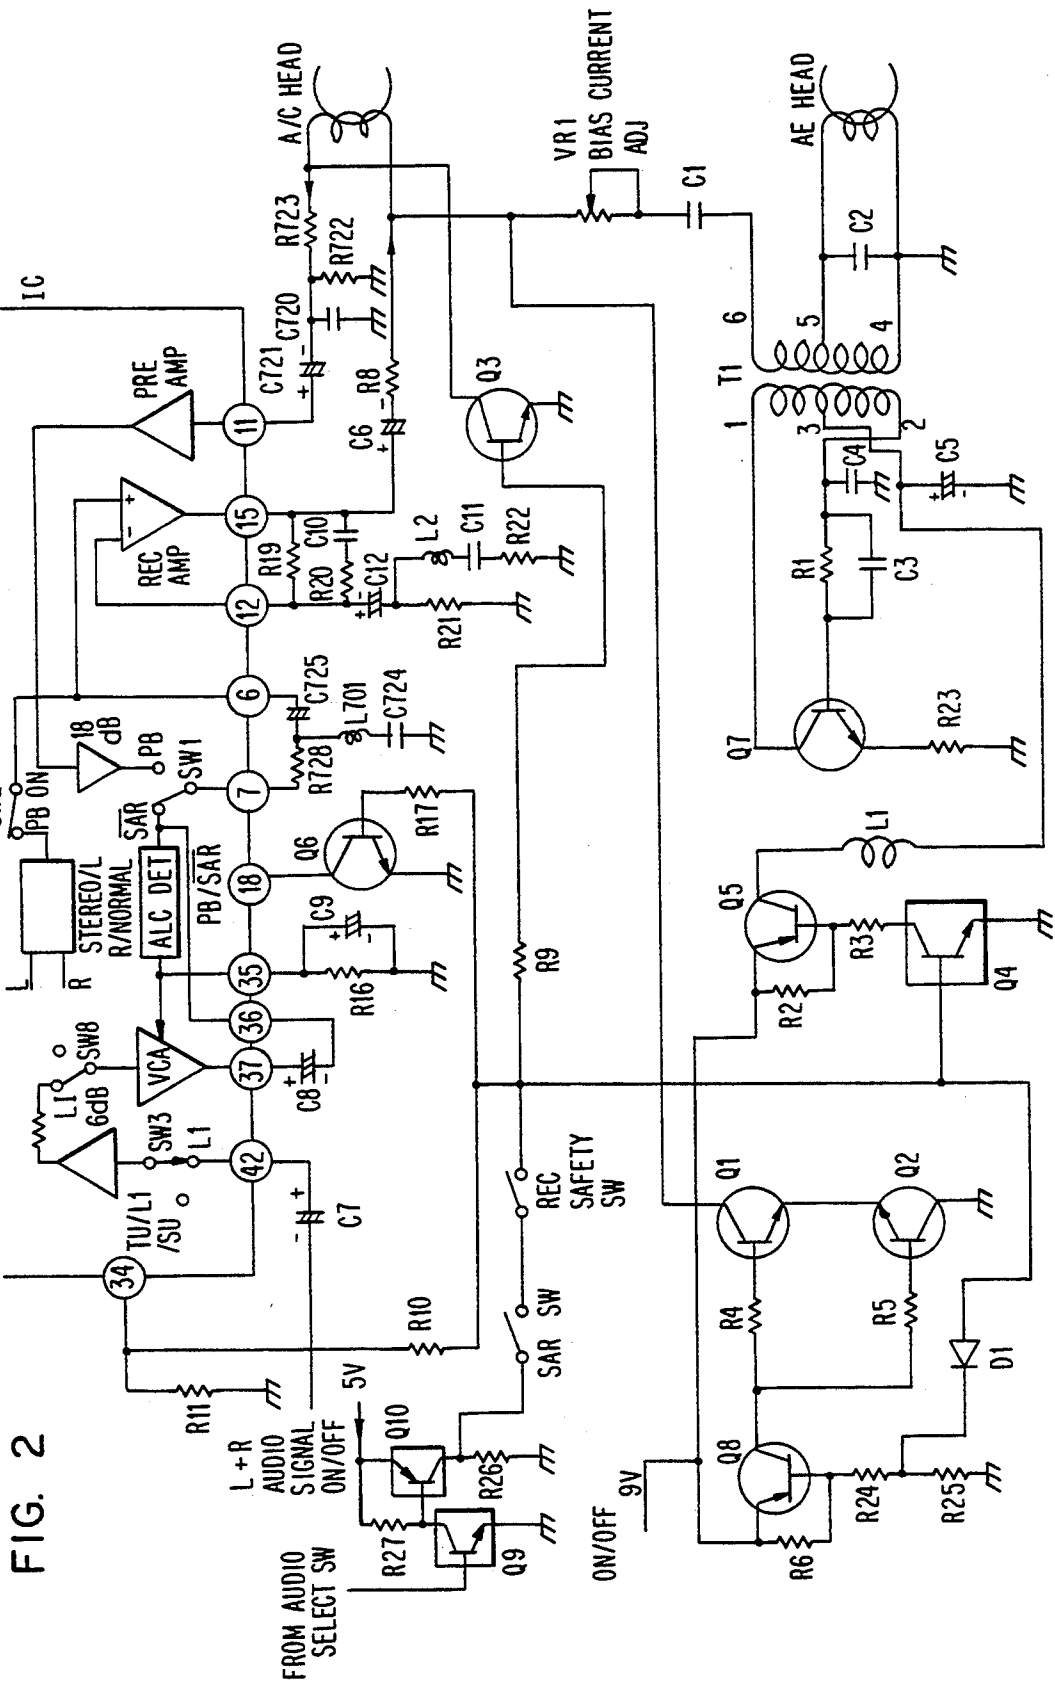 FIG. 2
IC
A/C HEAD
AE HEAD
VR1
BIAS CURRENT
ADJ
R723
R722
C721
C720
R8
C6
Q3
PRE
AMP
REC
AMP
11
15
12
6
7
18
35
36
37
42
34
18
dB
PB
PB ON
SW1
SAR
STEREO/L
R/NORMAL
ALC DET
PB/SAR
L
R
VCA
SW8
LI
6dB
SW3
L1
TU/L1
/SU
R19
C10
R20
C12
L2
C11
R22
R21
C725
L701
C724
R728
Q6
R17
C9
R16
C8
C7
R9
R10
R11
REC
SAFETY
SW
SAR SW
L+R
AUDIO
SIGNAL
ON/OFF
5V
Q10
R26
R27
Q9
FROM AUDIO
SELECT SW
ON/OFF
9V
C1
C2
T1
1
2
3
4
5
6
C4
C5
R1
C3
Q7
R23
L1
Q5
R2
R3
Q4
Q1
Q2
R4
R5
D1
Q8
R24
R25
R6